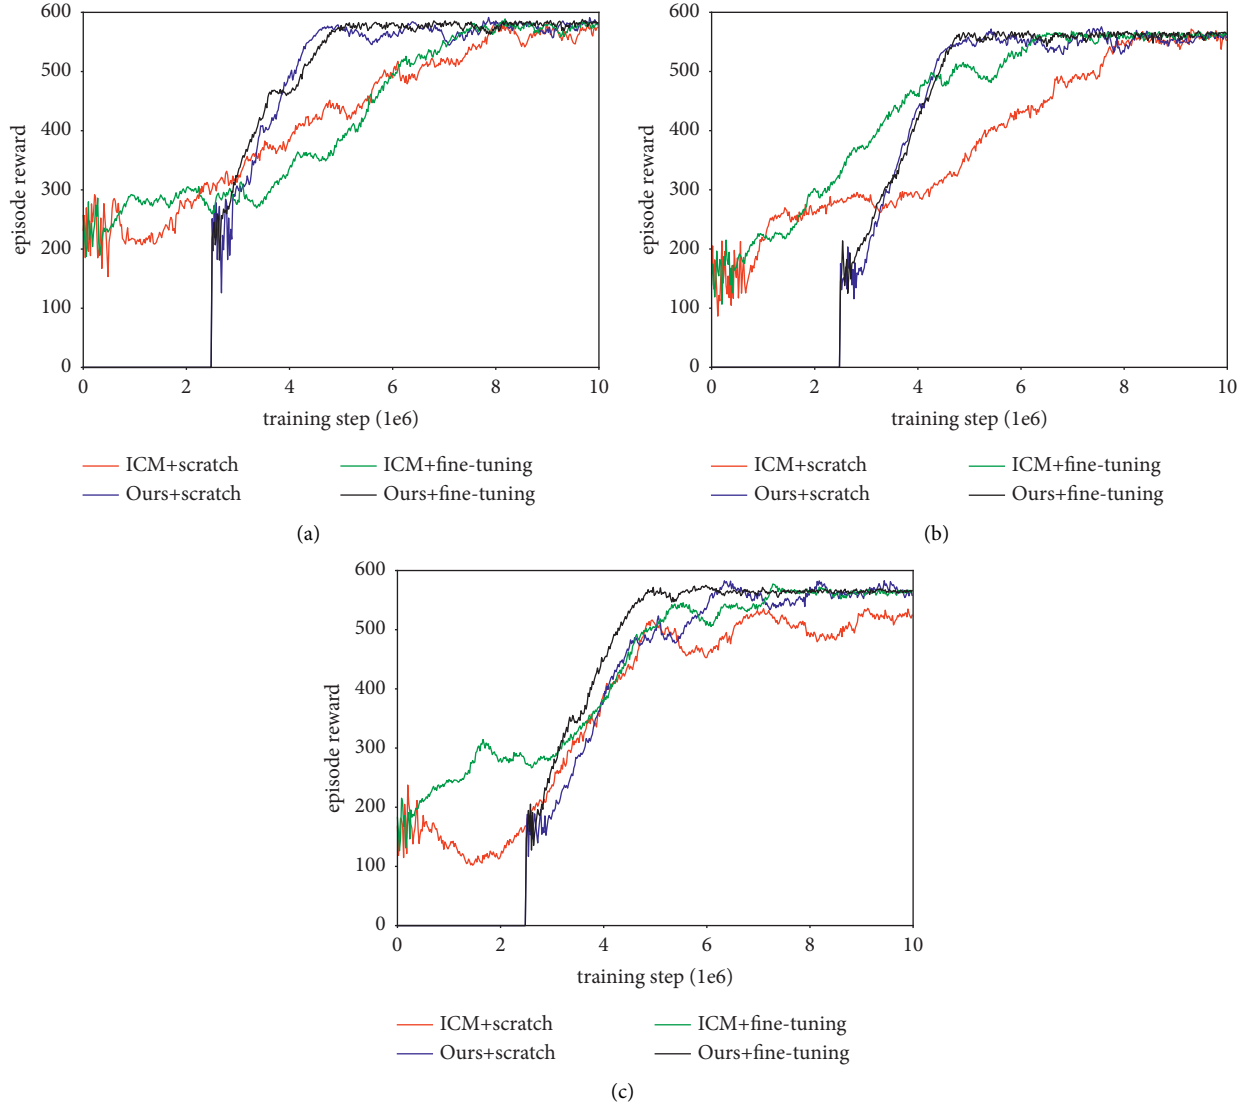 600
500
400
300
200
100
0
episode reward
0 2 4 6 8 10
training step (1e6)
ICM+scratch
ICM+fine-tuning
Ours+scratch
Ours+fine-tuning
(a)
600
500
400
300
200
100
0
episode reward
0 2 4 6 8 10
training step (1e6)
ICM+scratch
ICM+fine-tuning
Ours+scratch
Ours+fine-tuning
(b)
600
500
400
300
200
100
0
episode reward
0 2 4 6 8 10
training step (1e6)
ICM+scratch
ICM+fine-tuning
Ours+scratch
Ours+fine-tuning
(c)